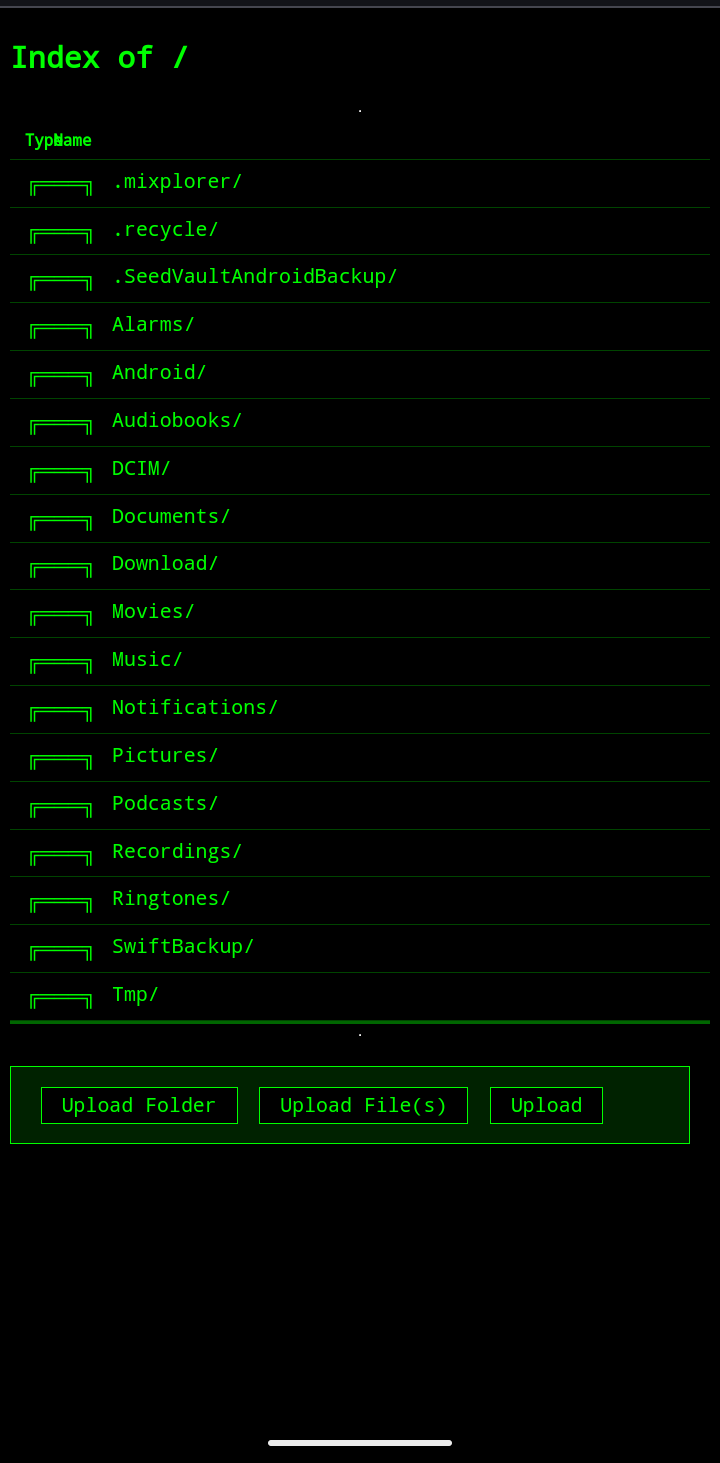 Index of /
.
Type Name
╔════╗ .mixplorer/
╔════╗ .recycle/
╔════╗ .SeedVaultAndroidBackup/
╔════╗ Alarms/
╔════╗ Android/
╔════╗ Audiobooks/
╔════╗ DCIM/
╔════╗ Documents/
╔════╗ Download/
╔════╗ Movies/
╔════╗ Music/
╔════╗ Notifications/
╔════╗ Pictures/
╔════╗ Podcasts/
╔════╗ Recordings/
╔════╗ Ringtones/
╔════╗ SwiftBackup/
╔════╗ Tmp/
.
Upload Folder Upload File(s) Upload